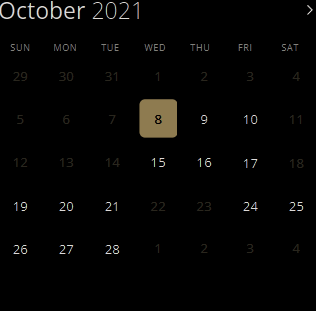 October 2021
SUN MON TUE WED THU FRI SAT
29 30 31 1 2 3 4
5 6 7 8 9 10 11
12 13 14 15 16 17 18
19 20 21 22 23 24 25
26 27 28 1 2 3 4